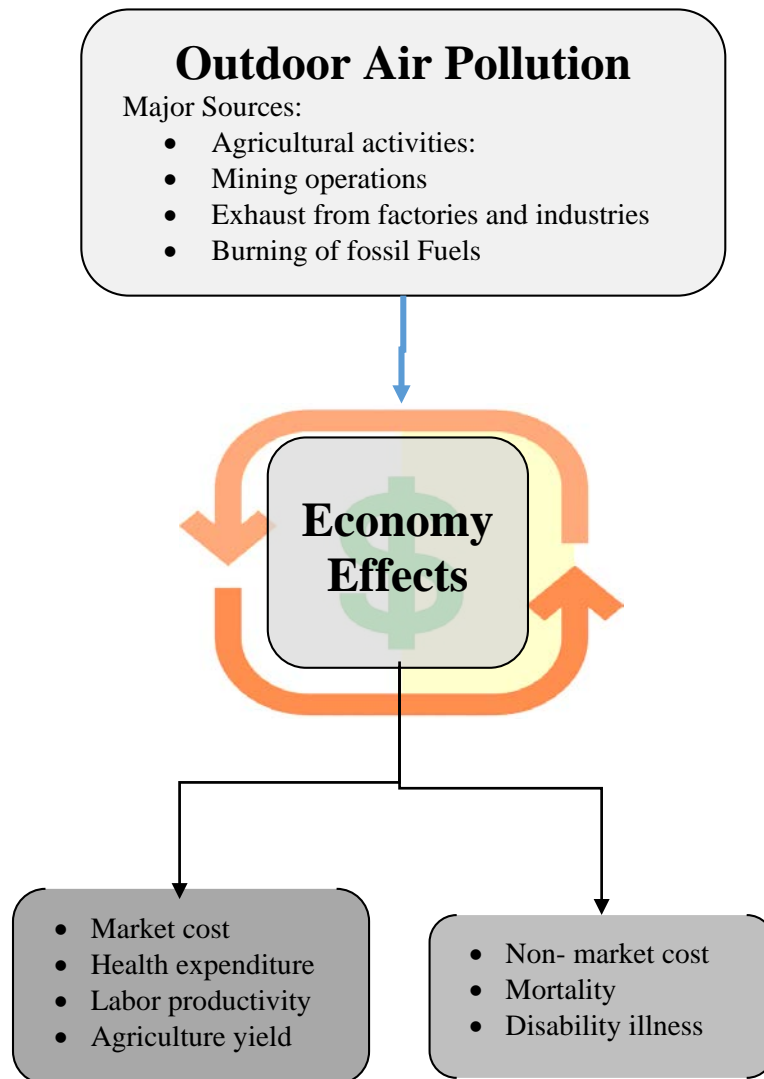 Outdoor Air Pollution
Major Sources:
• Agricultural activities:
• Mining operations
• Exhaust from factories and industries
• Burning of fossil Fuels
$
Economy
Effects
• Market cost
• Health expenditure
• Labor productivity
• Agriculture yield
• Non- market cost
• Mortality
• Disability illness